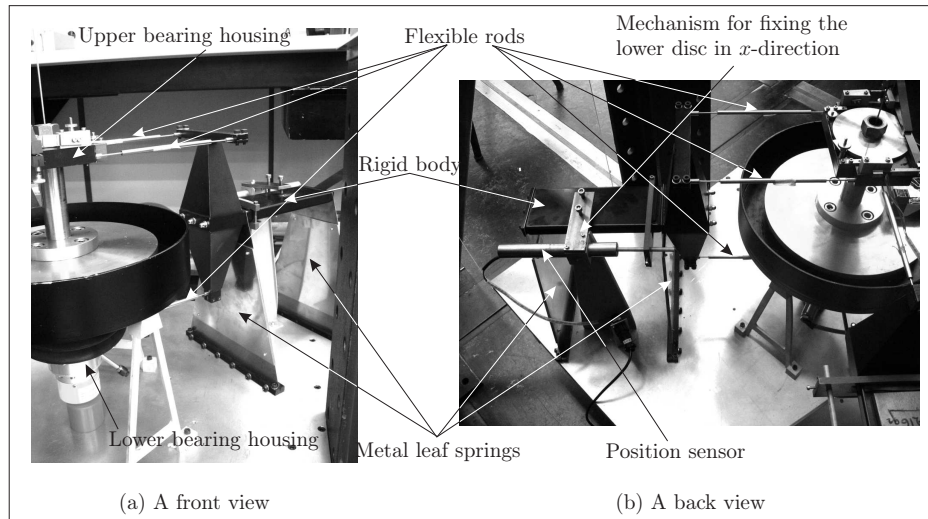 Upper bearing housing
Flexible rods
Mechanism for fixing the
lower disc in x-direction
Rigid body
Lower bearing housing
Metal leaf springs
Position sensor
(a) A front view
(b) A back view